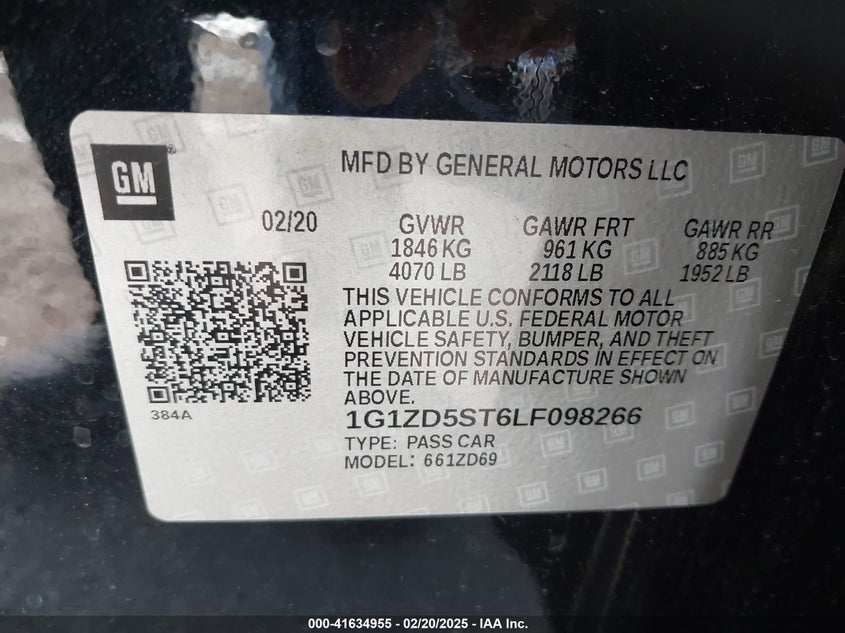 GM
MFD BY GENERAL MOTORS LLC
02/20 GVWR GAWR FRT GAWR RR
1846 KG 961 KG 885 KG
4070 LB 2118 LB 1952 LB
THIS VEHICLE CONFORMS TO ALL
APPLICABLE U.S. FEDERAL MOTOR
VEHICLE SAFETY, BUMPER, AND THEFT
PREVENTION STANDARDS IN EFFECT ON
THE DATE OF MANUFACTURE SHOWN
ABOVE.
384A
1G1ZD5ST6LF098266
TYPE: PASS CAR
MODEL: 661ZD69
000-41634955 - 02/20/2025 - IAA Inc.